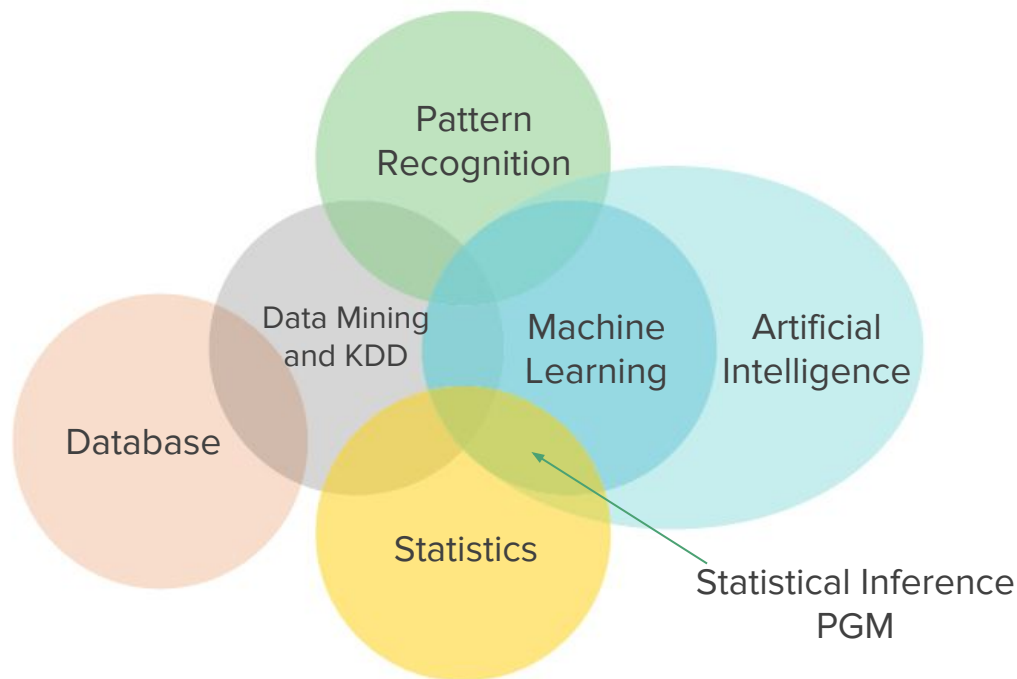 Pattern
Recognition
Data Mining
and KDD
Machine
Learning
Artificial
Intelligence
Database
Statistics
Statistical Inference
PGM